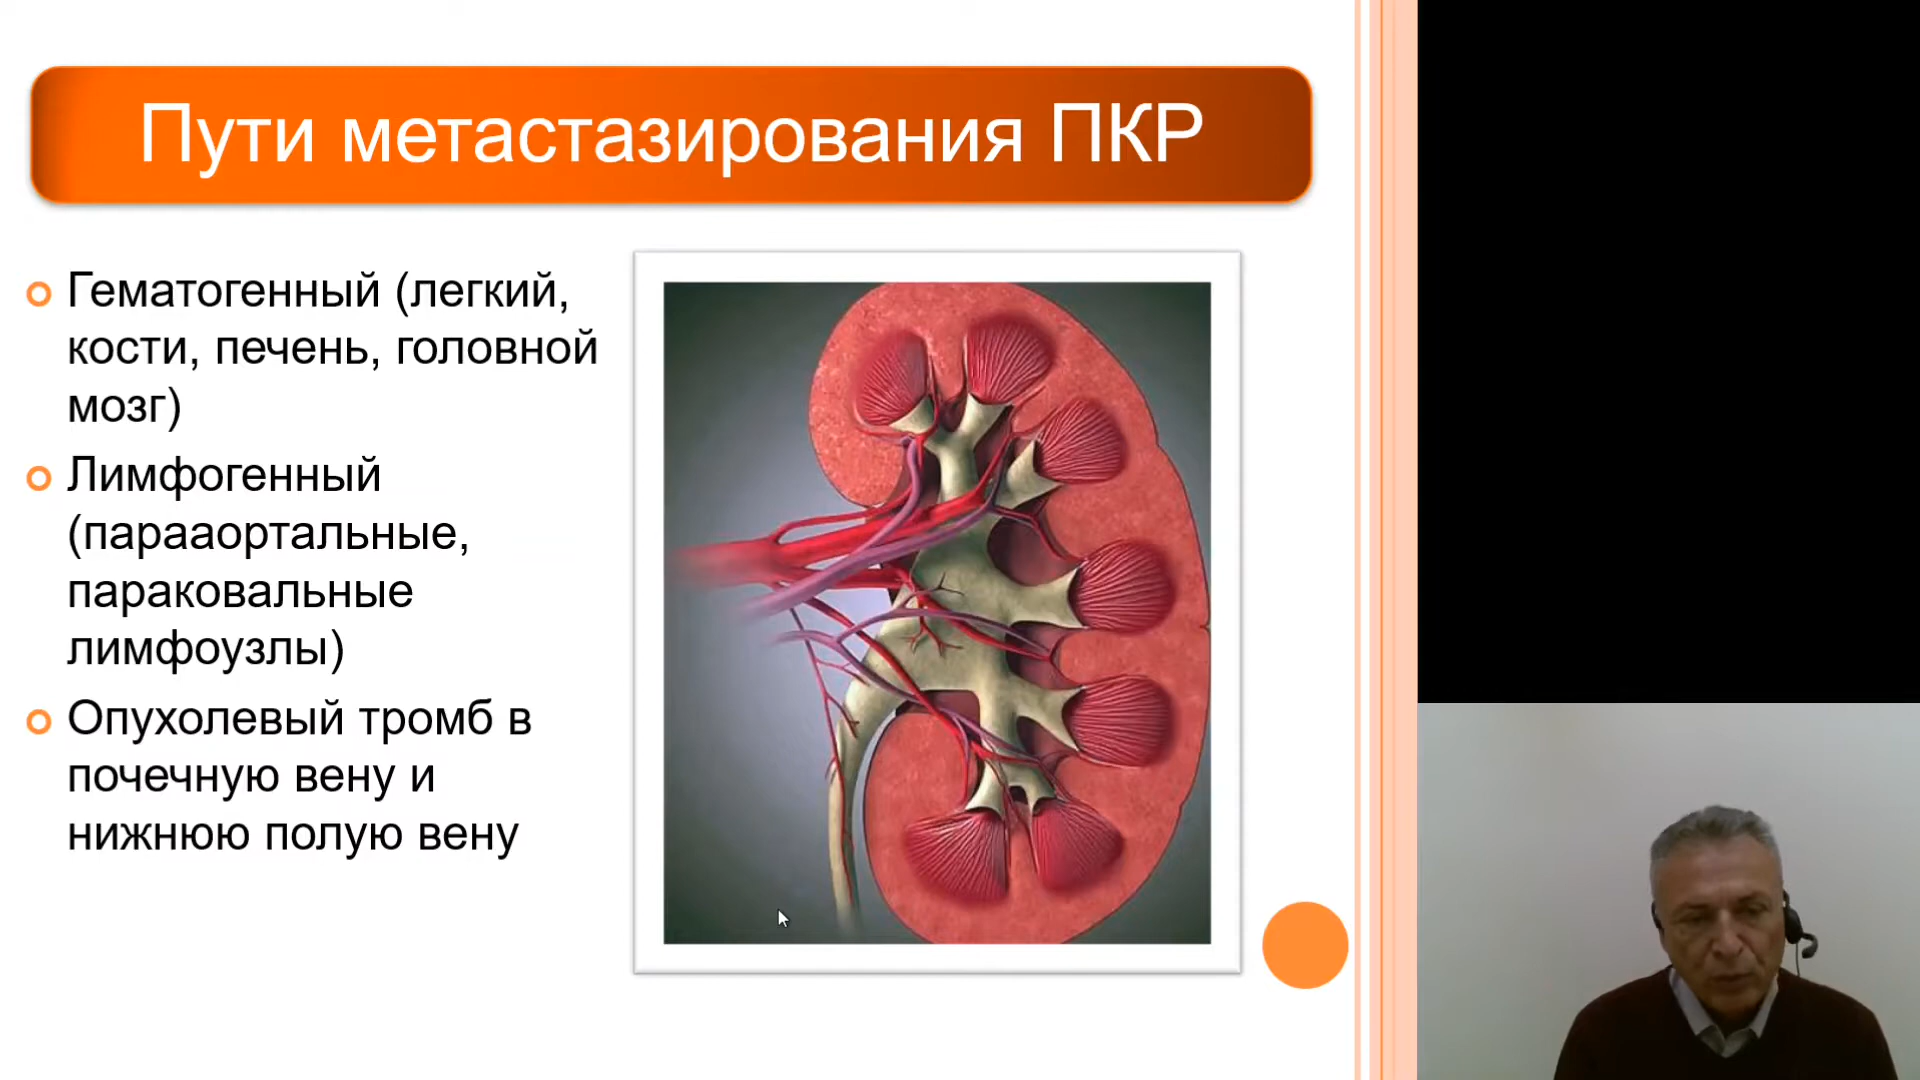 Пути метастазирования ПКР
Гематогенный (легкий,
кости, печень, головной
мозг)
Лимфогенный
(парааортальные,
параковальные
лимфоузлы)
Опухолевый тромб в
почечную вену и
нижнюю полую вену